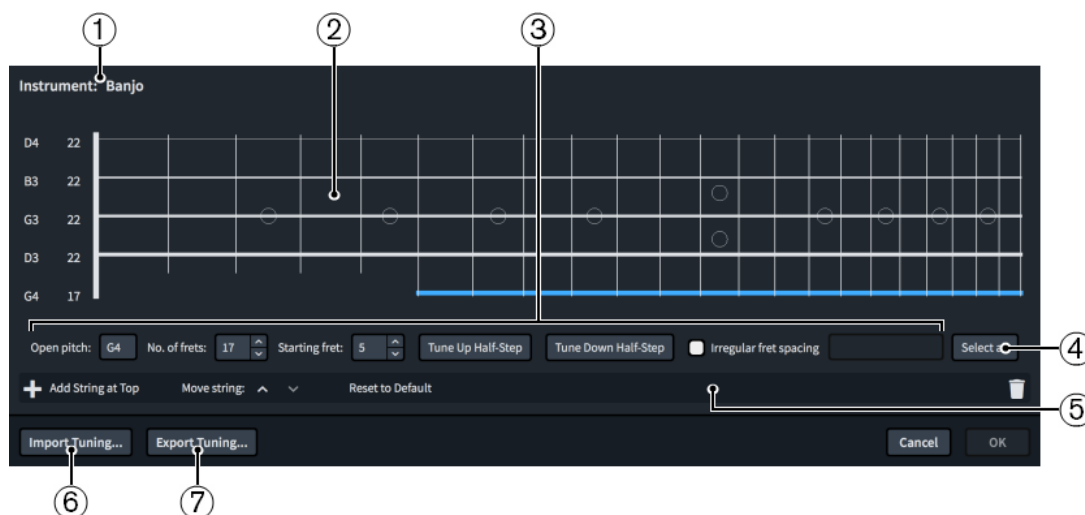 ① ② ③
Instrument: Banjo
D4 22
B3 22
G3 22
D3 22
G4 17
Open pitch: G4 No. of frets: 17 Starting fret: 5 Tune Up Half-Step Tune Down Half-Step Irregular fret spacing Select a ④
Add String at Top Move string: Reset to Default
⑤
Import Tuning... Export Tuning... Cancel OK
⑥ ⑦